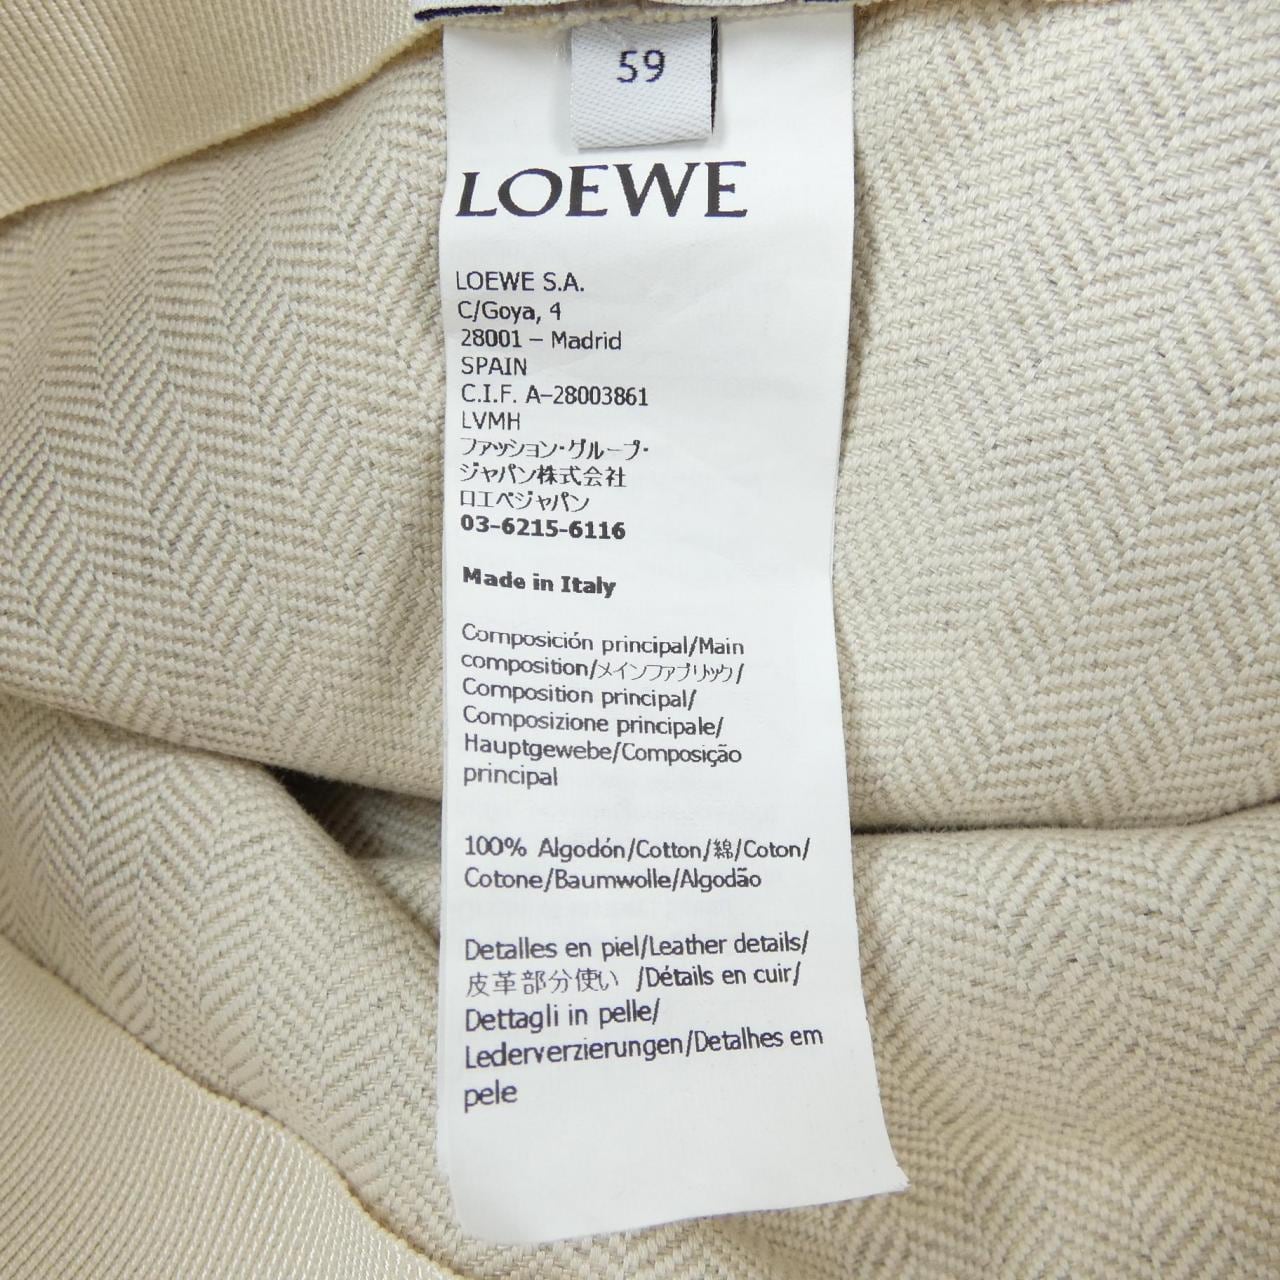 59
LOEWE
LOEWE S.A.
C/Goya, 4
28001 – Madrid
SPAIN
C.I.F. A–28003861
LVMH
ファッション・グループ・
ジャパン株式会社
ロエベジャパン
03-6215-6116
Made in Italy
Composición principal/Main
composition/メインファブリック/
Composition principal/
Composizione principale/
Hauptgewebe/Composição
principal
100% Algodón/Cotton/綿/Coton/
Cotone/Baumwolle/Algodão
Detalles en piel/Leather details/
皮革部分使い /Détails en cuir/
Dettagli in pelle/
Lederverzierungen/Detalhes em
pele